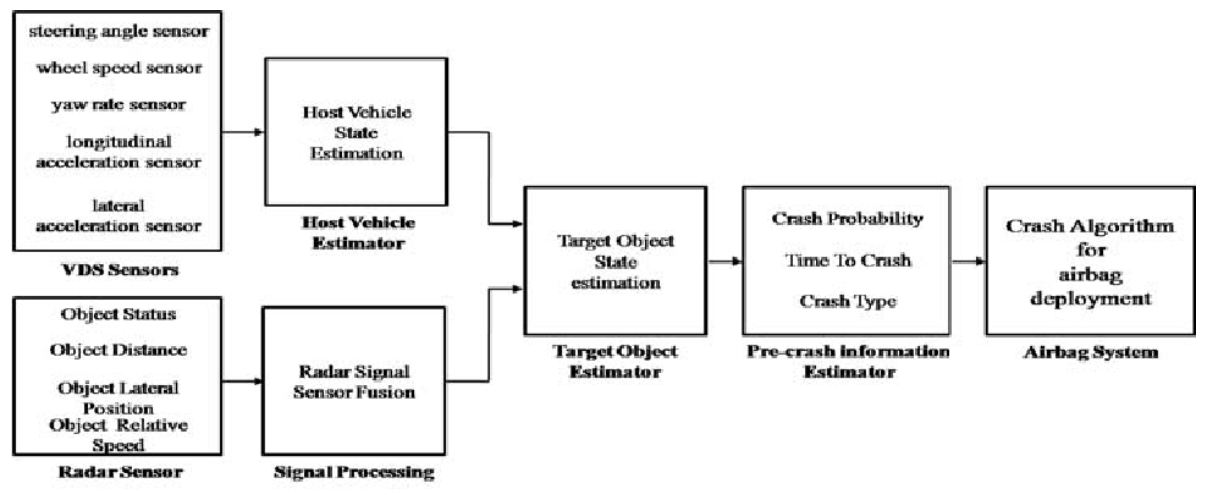 steering angle sensor
wheel speed sensor
yaw rate sensor
longitudinal
acceleration sensor
lateral
acceleration sensor
VDS Sensors
Host Vehicle
State
Estimation
Host Vehicle
Estimator
Object Status
Object Distance
Object Lateral
Position
Object Relative
Speed
Radar Sensor
Radar Signal
Sensor Fusion
Signal Processing
Target Object
State
estimation
Target Object
Estimator
Crash Probability
Time To Crash
Crash Type
Pre-crash information
Estimator
Crash Algorithm
for
airbag
deployment
Airbag System